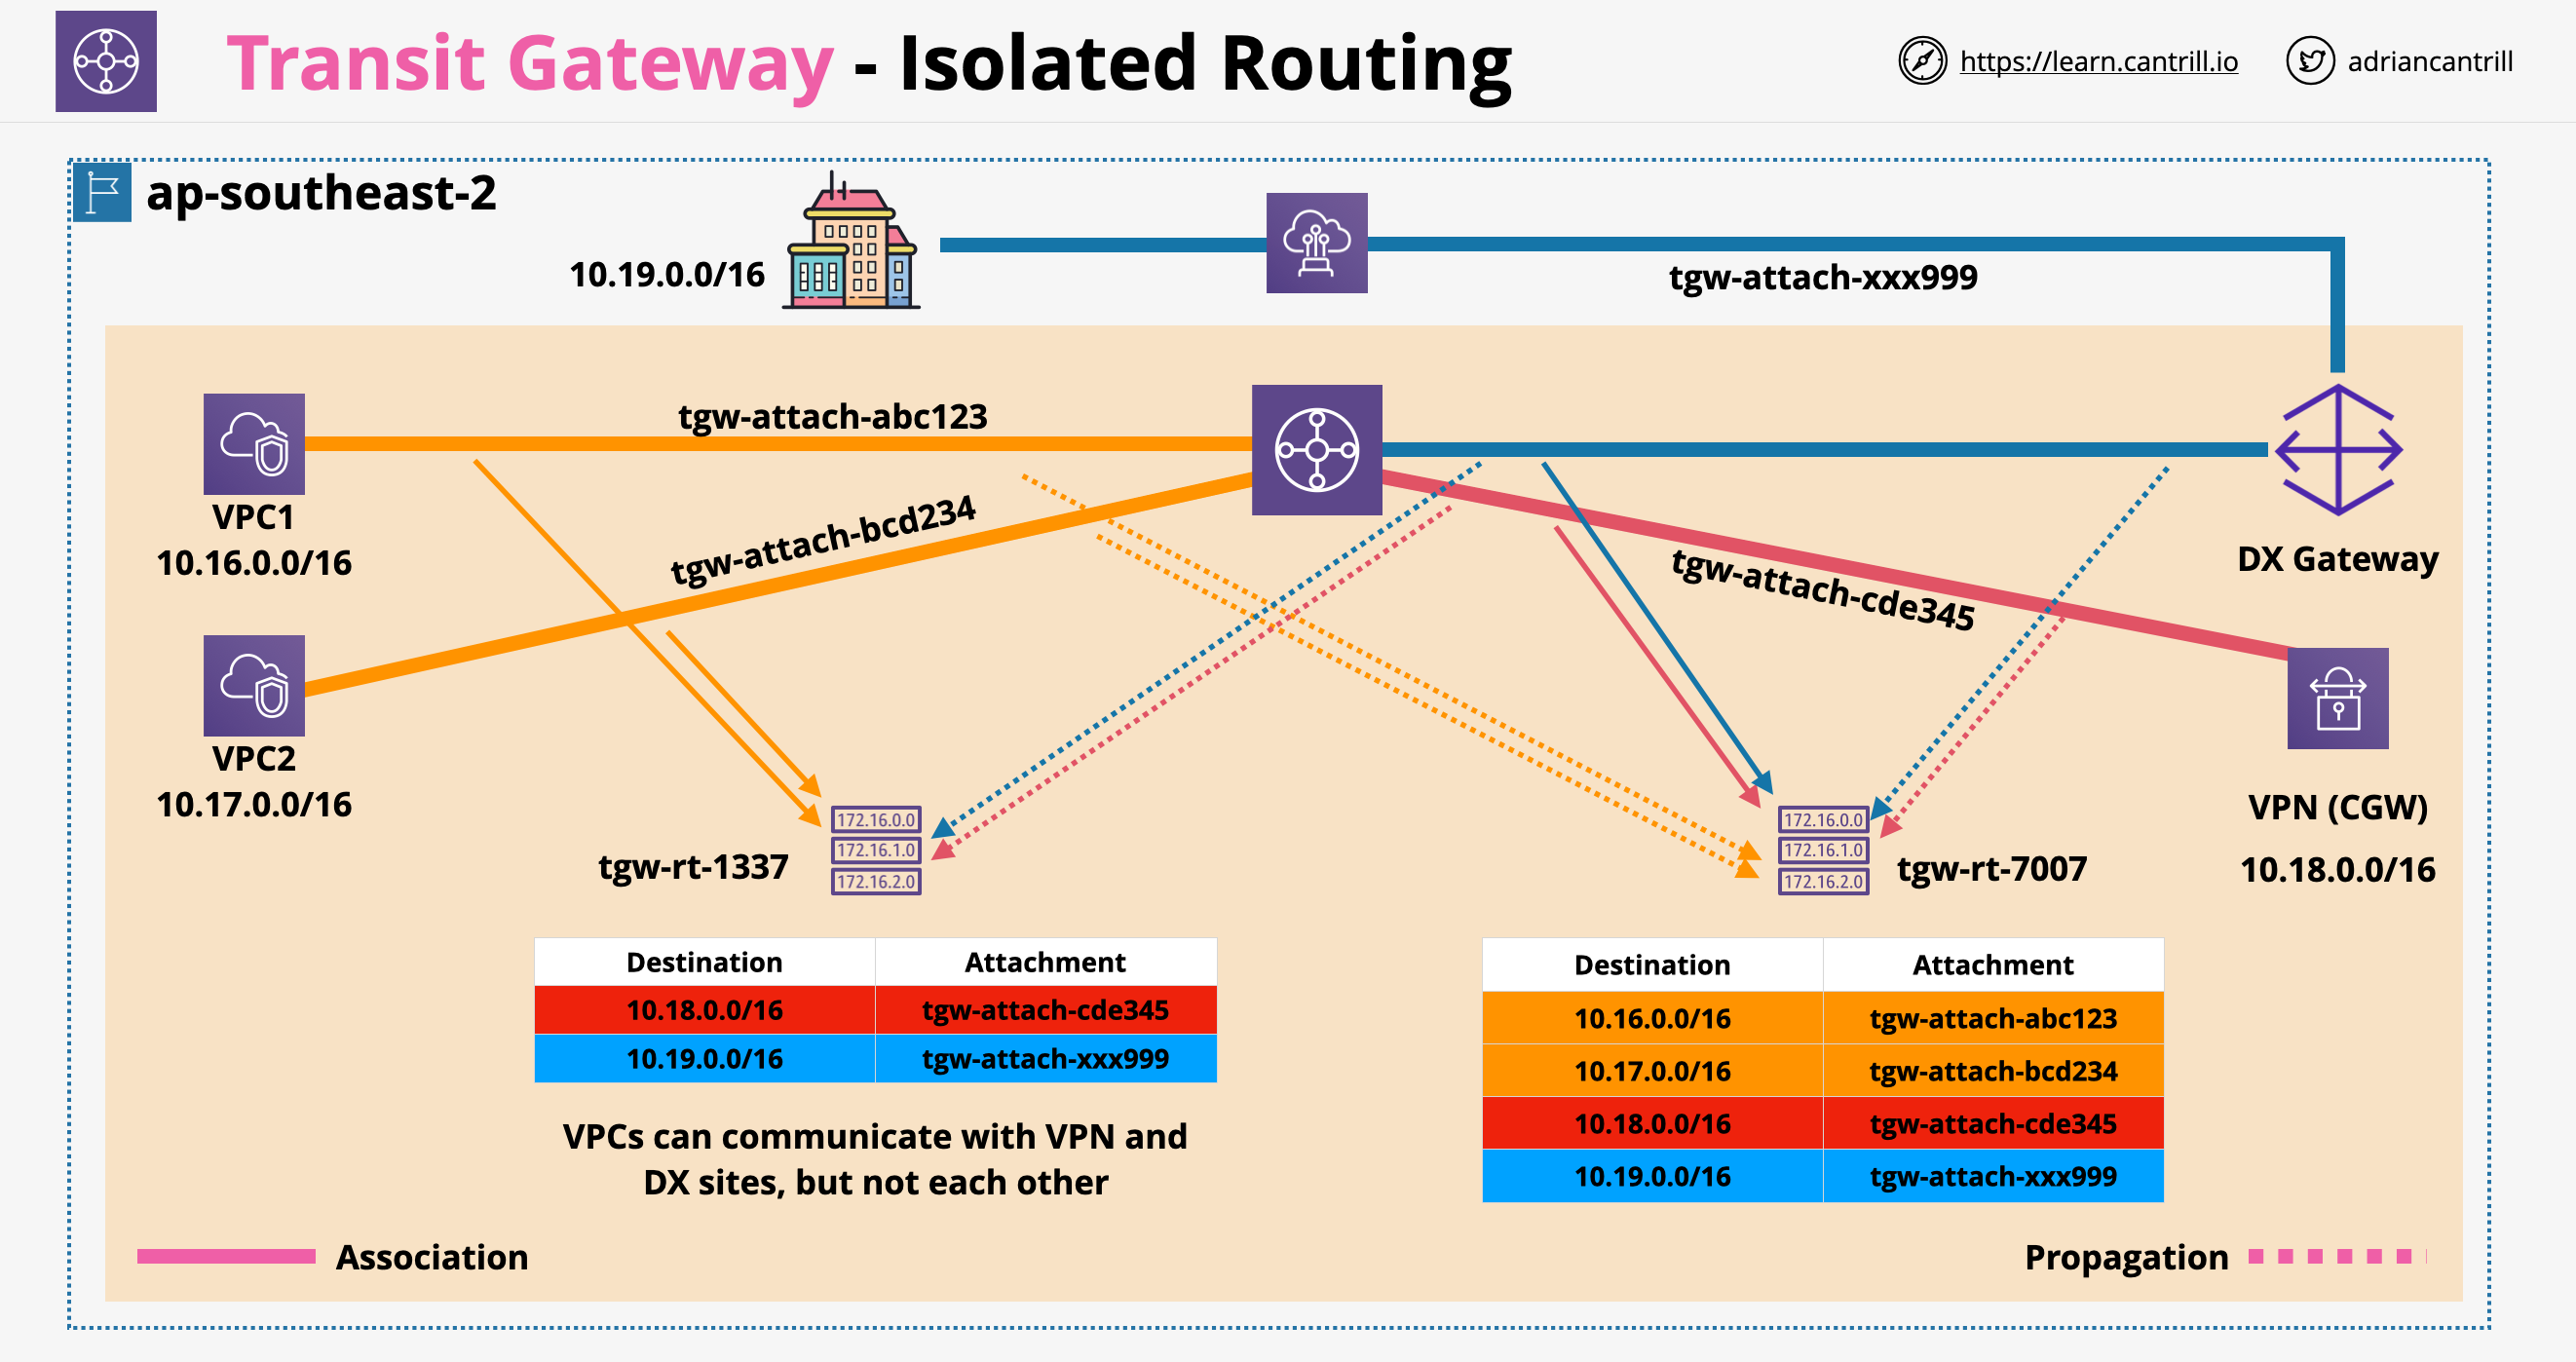 Transit Gateway - Isolated Routing
https://learn.cantrill.io
adriancantrill
ap-southeast-2
10.19.0.0/16
tgw-attach-xxx999
tgw-attach-abc123
VPC1
10.16.0.0/16
tgw-attach-bcd234
tgw-attach-cde345
DX Gateway
VPC2
10.17.0.0/16
VPN (CGW)
10.18.0.0/16
tgw-rt-1337
172.16.0.0
172.16.1.0
172.16.2.0
172.16.0.0
172.16.1.0
172.16.2.0
tgw-rt-7007
Destination Attachment
10.18.0.0/16 tgw-attach-cde345
10.19.0.0/16 tgw-attach-xxx999
Destination Attachment
10.16.0.0/16 tgw-attach-abc123
10.17.0.0/16 tgw-attach-bcd234
10.18.0.0/16 tgw-attach-cde345
10.19.0.0/16 tgw-attach-xxx999
VPCs can communicate with VPN and
DX sites, but not each other
Association
Propagation